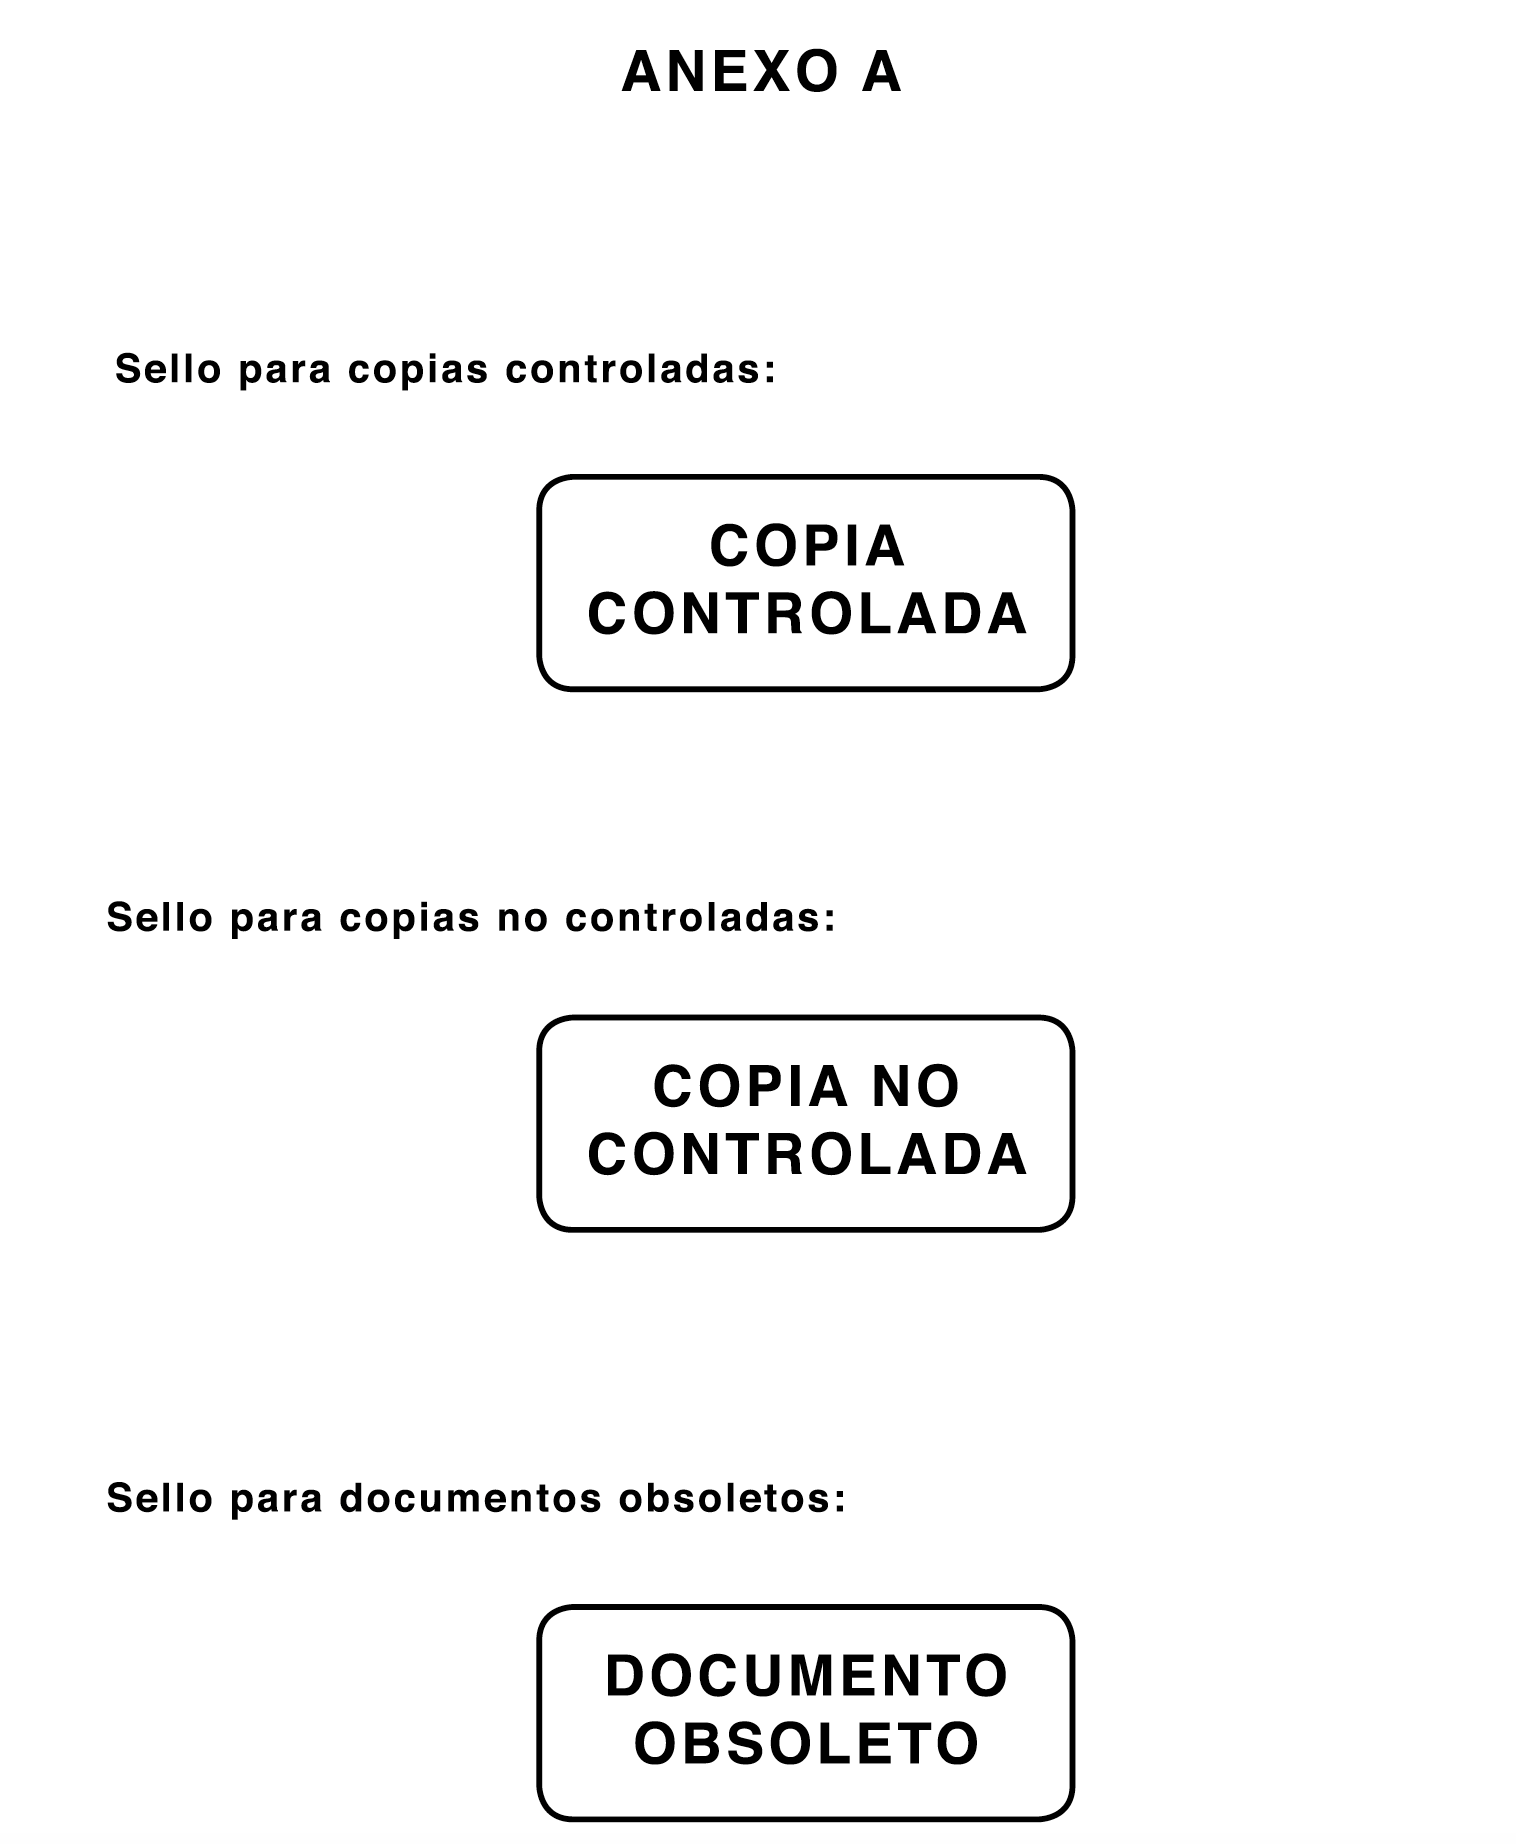 ANEXO A
Sello para copias controladas:
COPIA
CONTROLADA
Sello para copias no controladas:
COPIA NO
CONTROLADA
Sello para documentos obsoletos:
DOCUMENTO
OBSOLETO